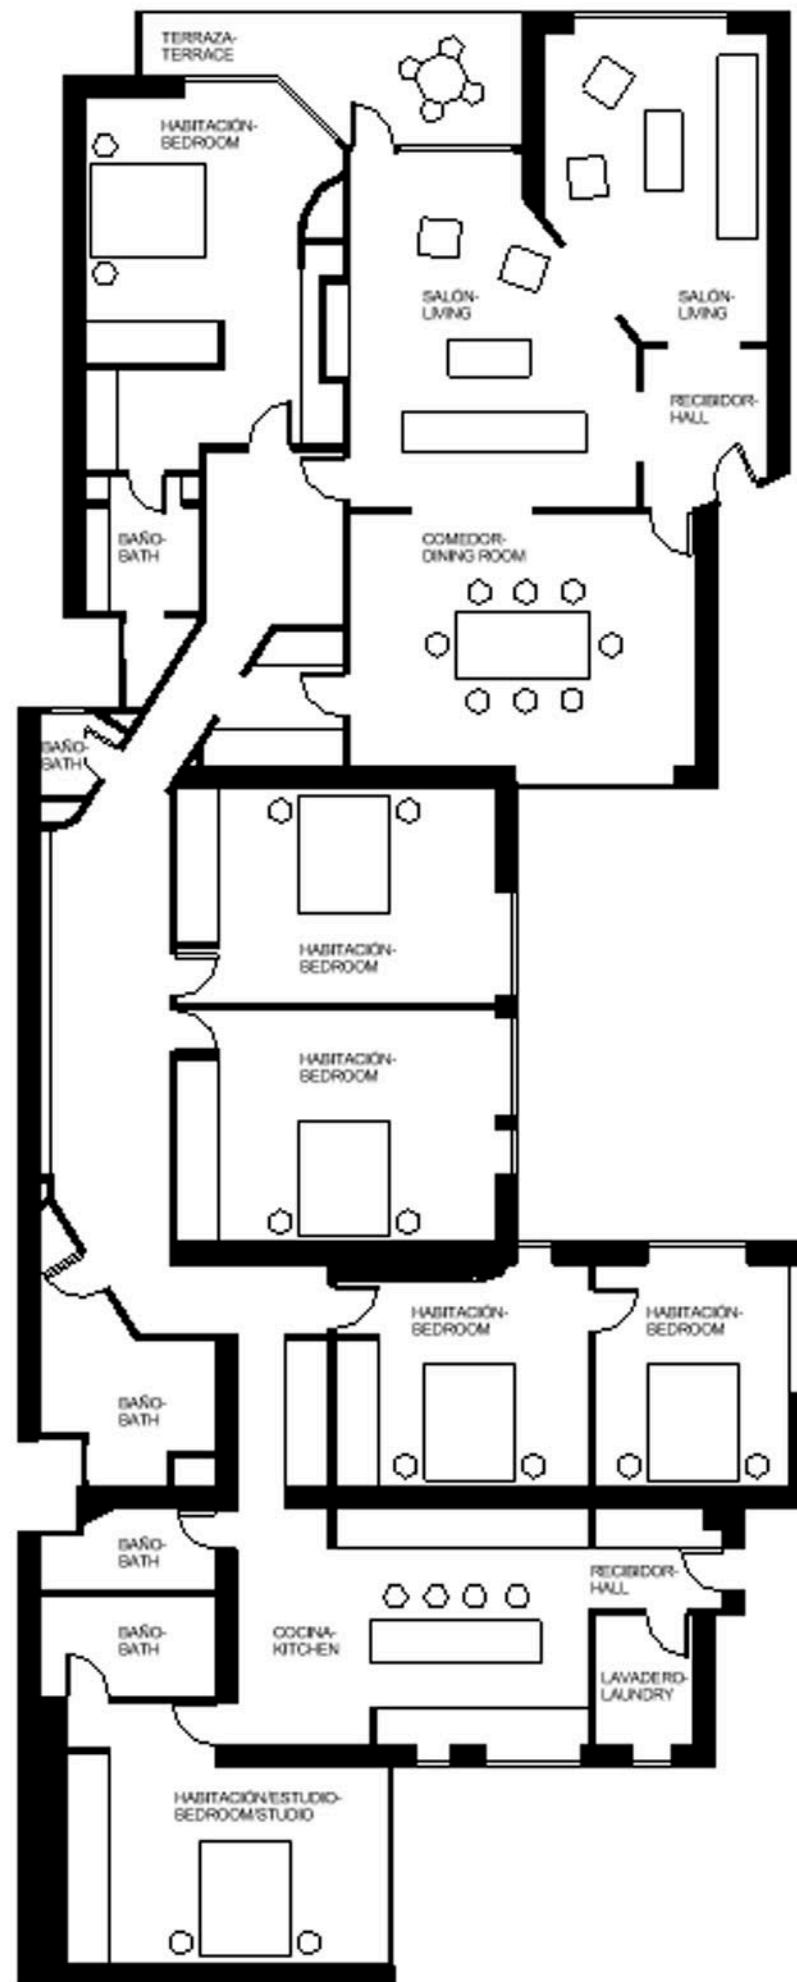 TERRAZA-
TERRACE
HABITACIÓN-
BEDROOM
SALÓN-
LIVING
SALÓN-
LIVING
RECIBIDOR-
HALL
BAÑO-
BATH
COMEDOR-
DINING ROOM
BAÑO-
BATH
HABITACIÓN-
BEDROOM
HABITACIÓN-
BEDROOM
HABITACIÓN-
BEDROOM
HABITACIÓN-
BEDROOM
BAÑO-
BATH
BAÑO-
BATH
RECIBIDOR-
HALL
BAÑO-
BATH
COCINA-
KITCHEN
LAVADERO-
LAUNDRY
HABITACIÓN/ESTUDIO-
BEDROOM/STUDIO